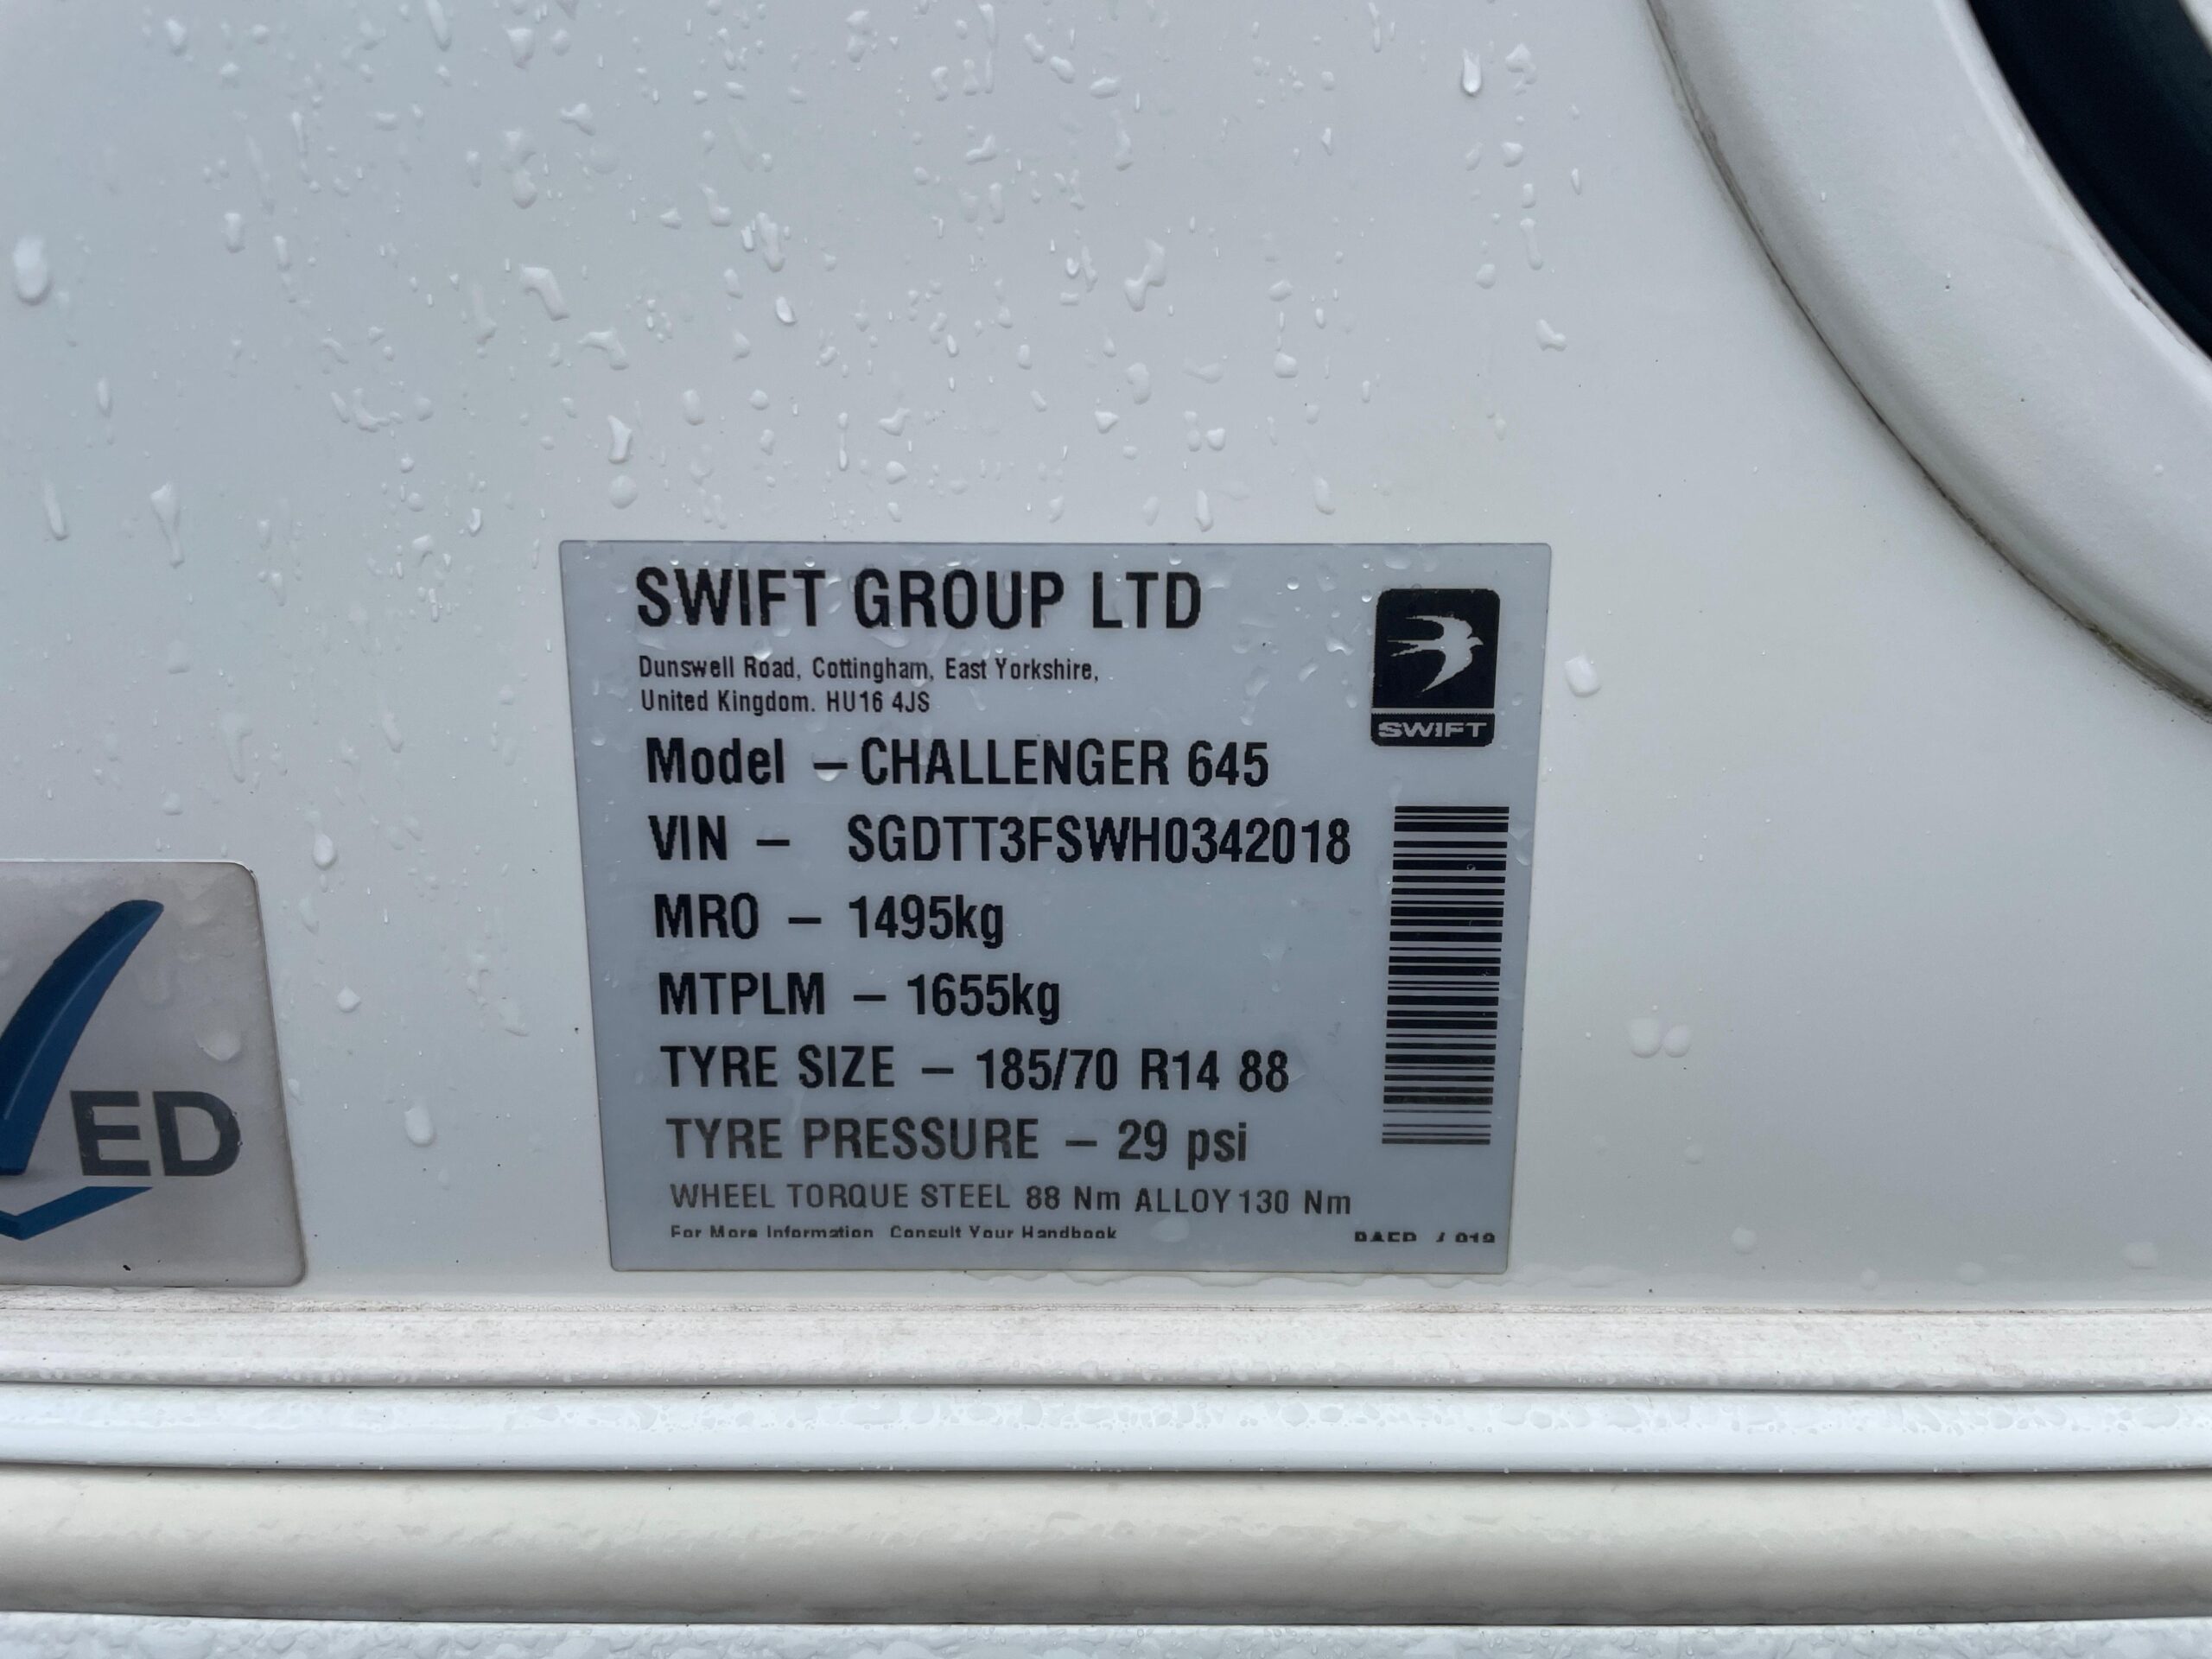 SWIFT GROUP LTD
Dunswell Road, Cottingham, East Yorkshire,
United Kingdom. HU16 4JS
SWIFT
Model – CHALLENGER 645
VIN – SGDTT3FSWH0342018
MRO – 1495kg
MTPLM – 1655kg
TYRE SIZE – 185/70 R14 88
TYRE PRESSURE – 29 psi
WHEEL TORQUE STEEL 88 Nm ALLOY 130 Nm
For More Information Consult Your Handbook
ED